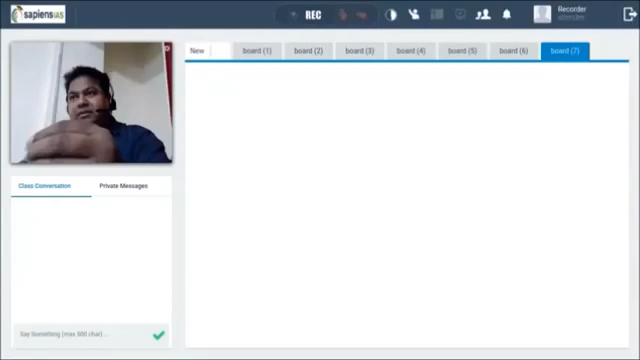 sapiensIAS
REC
Recorder
New
board (1)
board (2)
board (3)
board (4)
board (5)
board (6)
board (7)
Class Conversation
Private Messages
Say Something (max 500 char)...